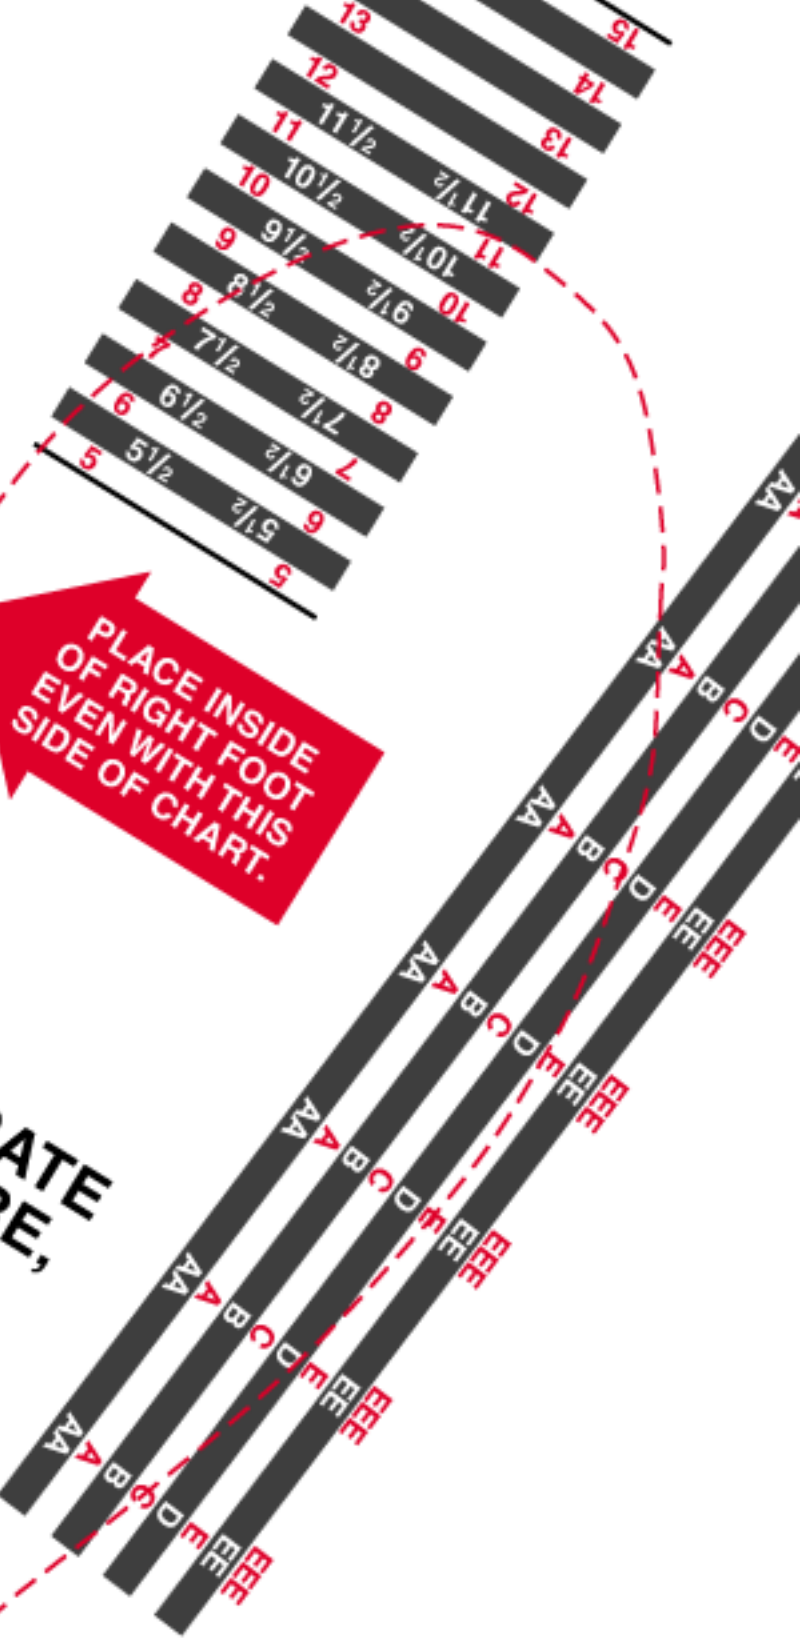 15
14
13
13
12
12
11½ 11½
11
11
10½ 10½
10
10
9½ 9½
9
9
8½ 8½
8
8
7½ 7½
7
6½ 6½
6
6
5½ 5½
5
5
PLACE INSIDE
OF RIGHT FOOT
EVEN WITH THIS
SIDE OF CHART.
ATE
E,
AA
AA A B C D E
AA A B C D E EE EEE
AA A B C D E EE EEE
AA A B C D E EE EEE
AA A B C D E EE EEE
AA A B C D E EE EEE